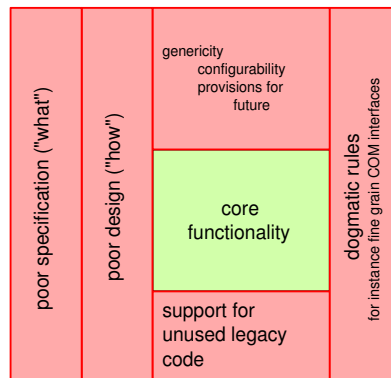 poor specification ("what")
poor design ("how")
genericity
configurability
provisions for
future
core
functionality
support for
unused legacy
code
dogmatic rules
for instance fine grain COM interfaces